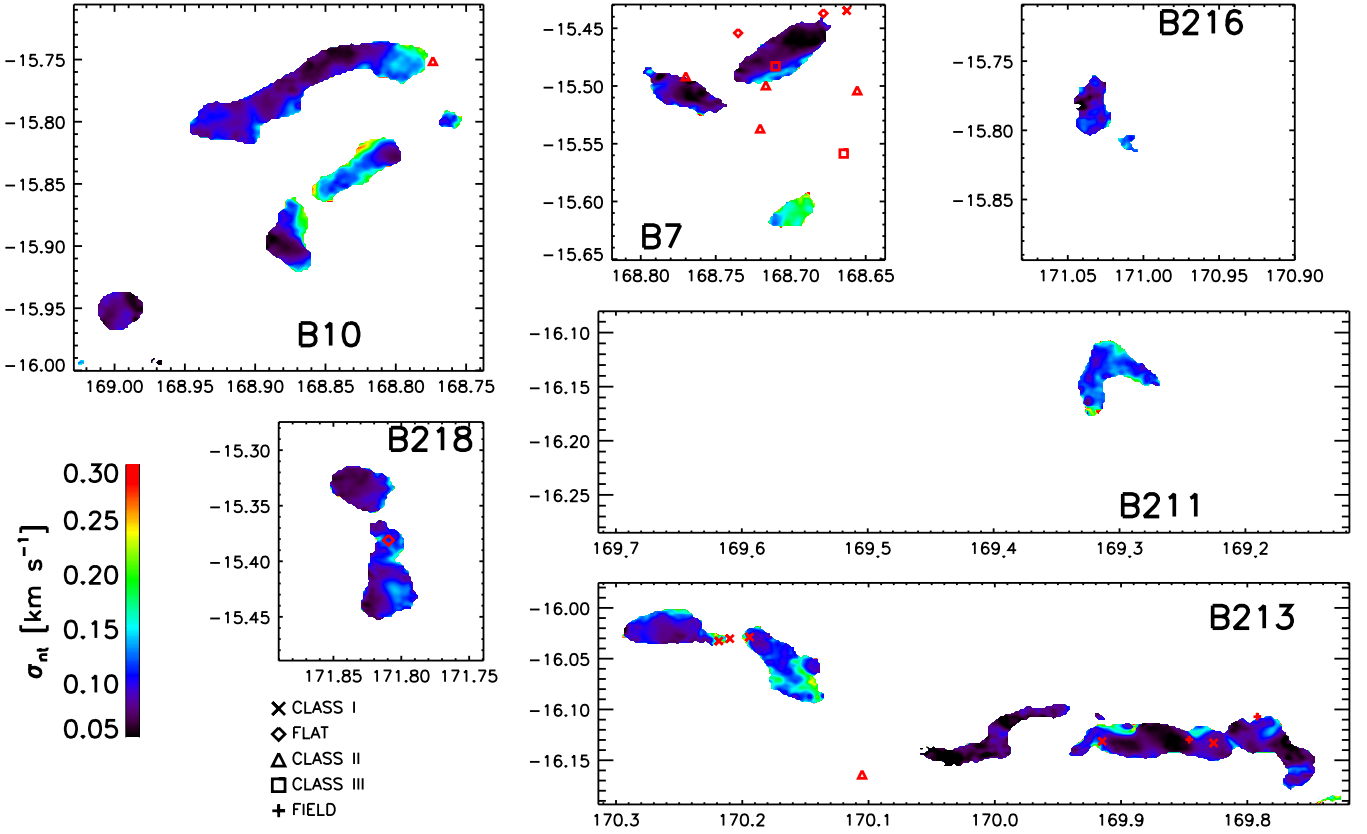 −15.75
−15.80
−15.85
−15.90
−15.95
−16.00
B10
169.00 168.95 168.90 168.85 168.80 168.75
−15.45
−15.50
−15.55
−15.60
−15.65
B7
168.80 168.75 168.70 168.65
B216
−15.75
−15.80
−15.85
171.05 171.00 170.95 170.90
−16.10
−16.15
−16.20
−16.25
B211
169.7 169.6 169.5 169.4 169.3 169.2
B218
−15.30
−15.35
−15.40
−15.45
171.85 171.80 171.75
0.30
0.25
0.20
0.15
0.10
0.05
σnt [km s−1]
CLASS I
FLAT
CLASS II
CLASS III
FIELD
B213
−16.00
−16.05
−16.10
−16.15
170.3 170.2 170.1 170.0 169.9 169.8